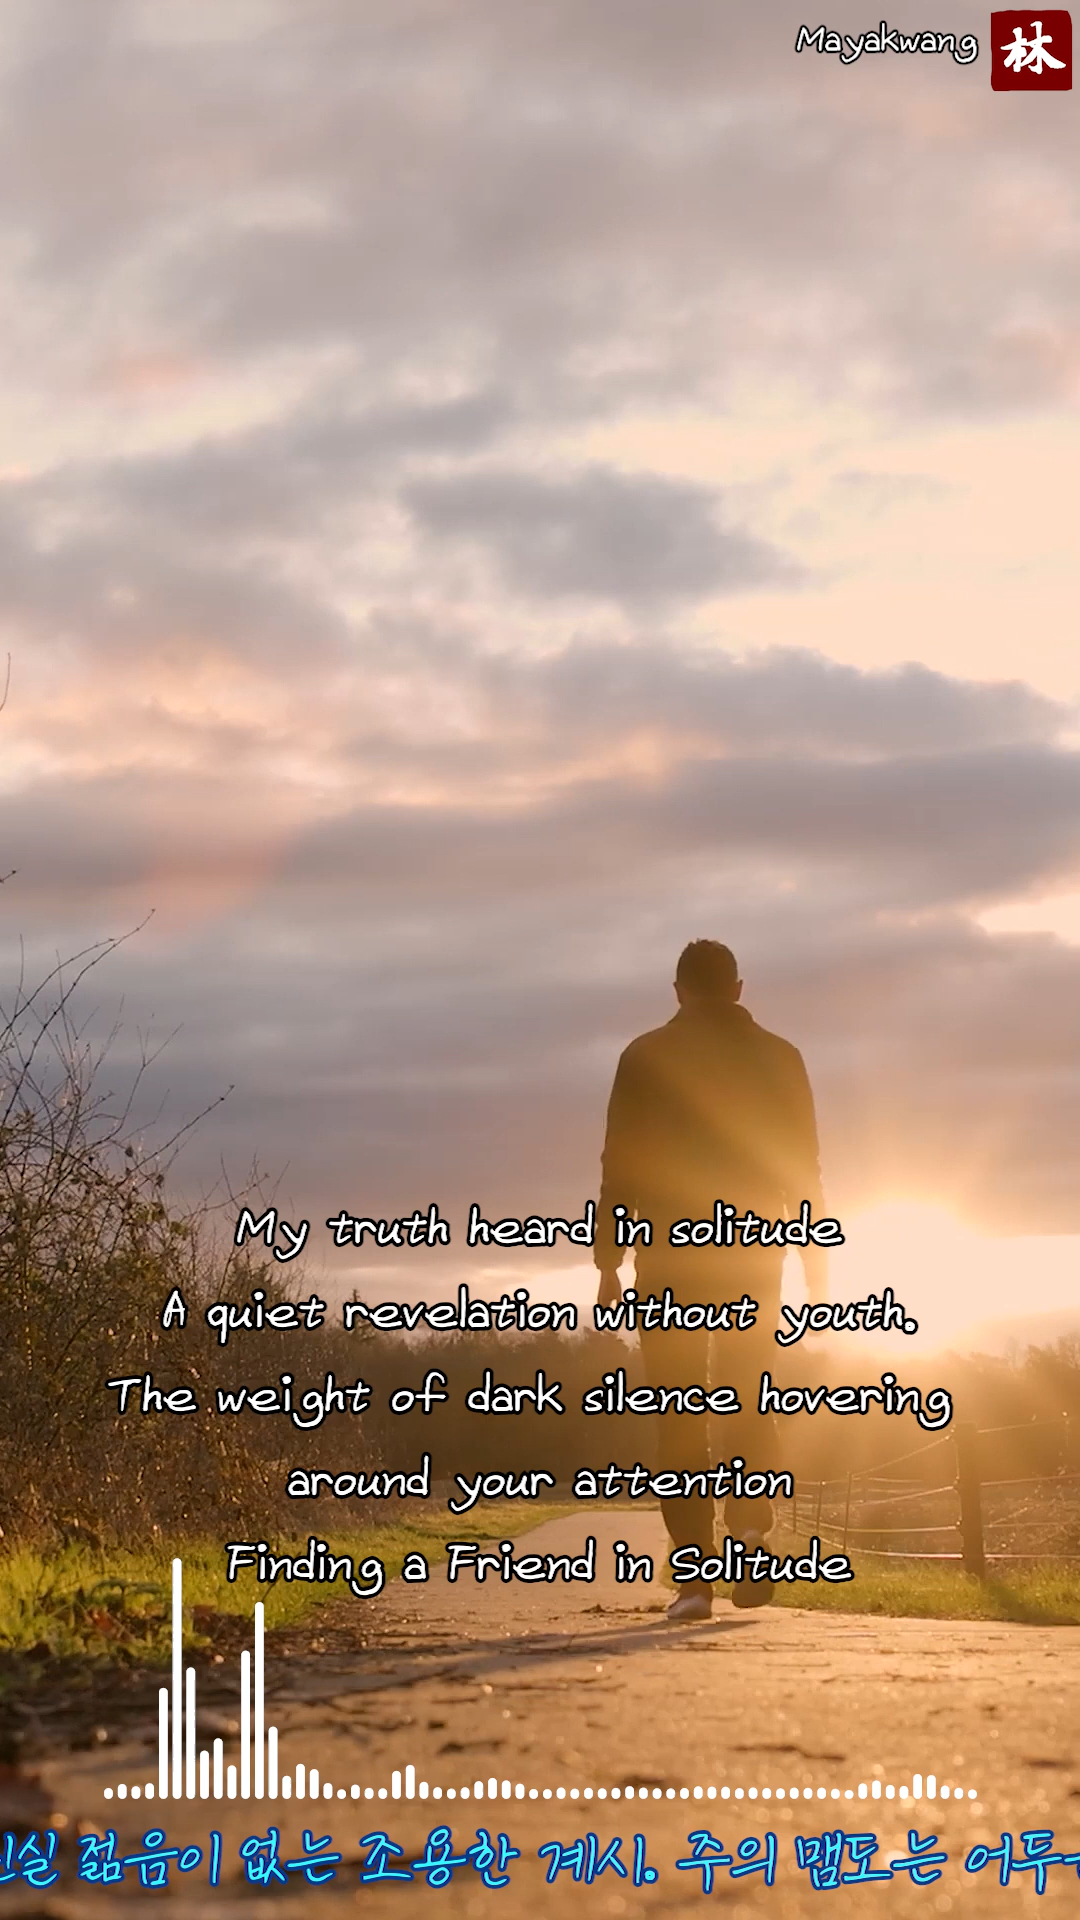 Mayakwang 林
My truth heard in solitude
A quiet revelation without youth.
The weight of dark silence hovering
around your attention
Finding a Friend in Solitude
젊음이 없는 조용한 계시. 주의 맴도는